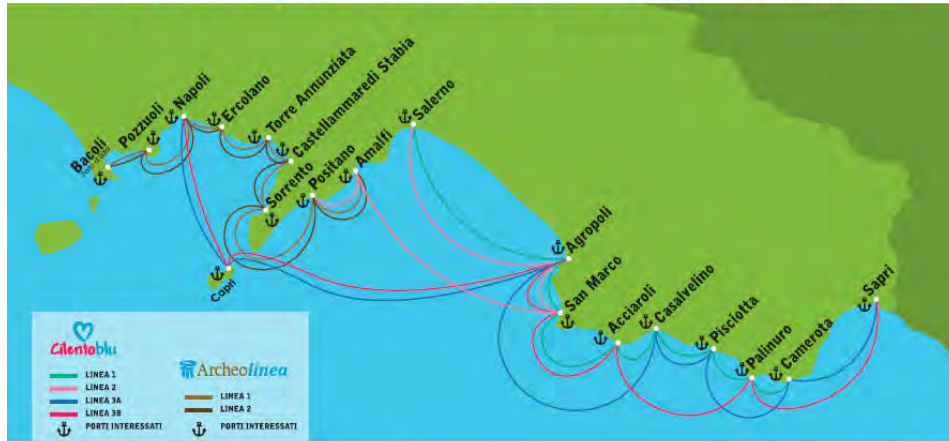 Bacoli
Pozzuoli
Napoli
Ercolano
Torre Annunziata
Castellammaredi Stabia
Sorrento
Positano
Amalfi
Salerno
Capri
Agropoli
San Marco
Acciaroli
Casalvelino
Pisciotta
Palinuro
Camerota
Sapri
Cilentoblu
LINEA 1
LINEA 2
LINEA 3A
LINEA 3B
PORTI INTERESSATI
Archeolinea
LINEA 1
LINEA 2
PORTI INTERESSATI